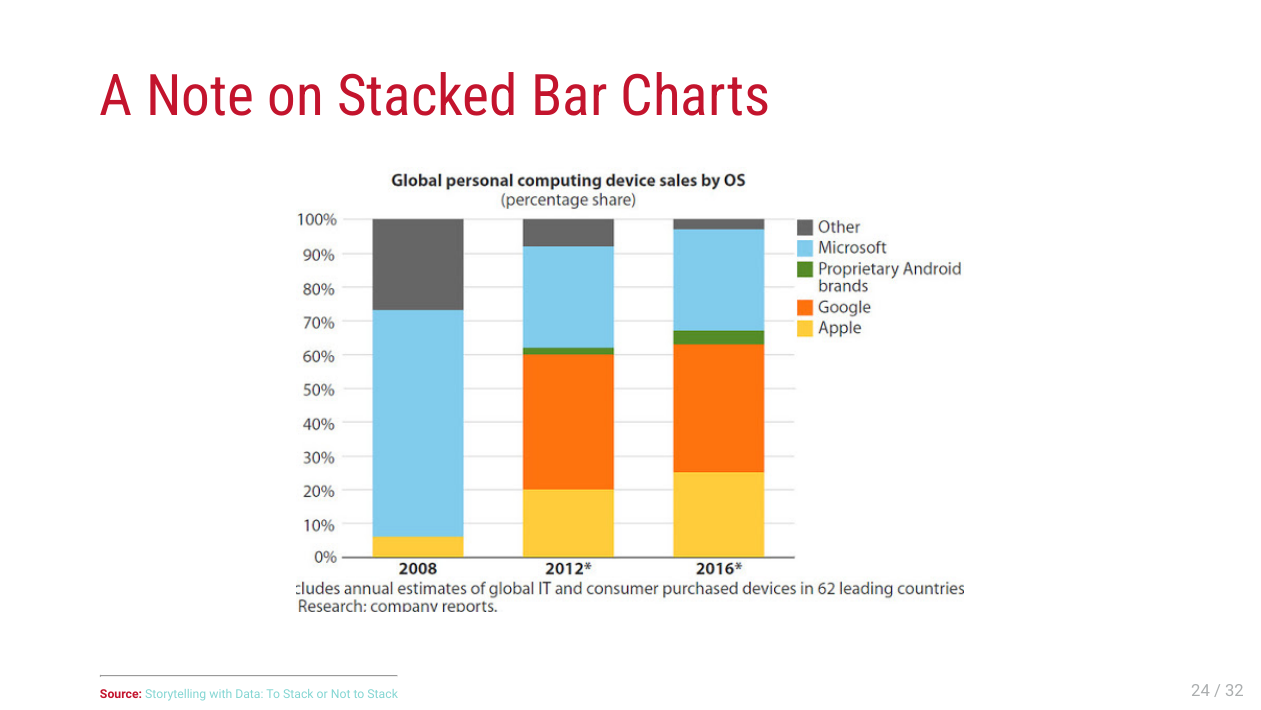 A Note on Stacked Bar Charts
Global personal computing device sales by OS
(percentage share)
100%
90%
80%
70%
60%
50%
40%
30%
20%
10%
0%
Other
Microsoft
Proprietary Android
brands
Google
Apple
2008
2012*
2016*
cludes annual estimates of global IT and consumer purchased devices in 62 leading countries
Research; company reports.
Source: Storytelling with Data: To Stack or Not to Stack
24 / 32